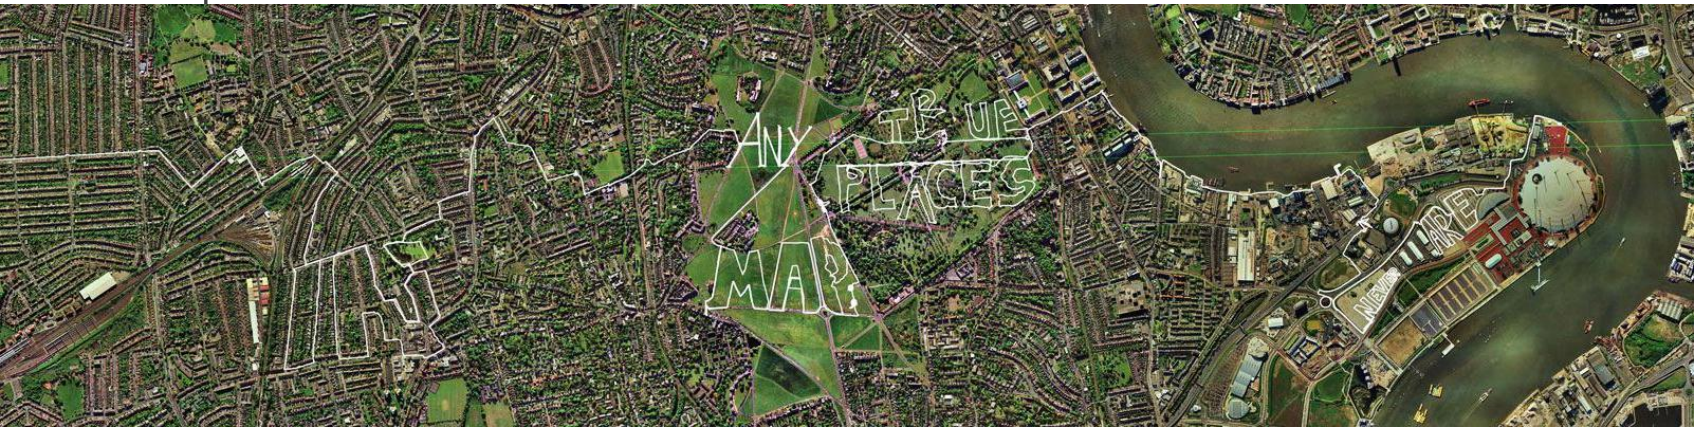 ANY
MAP;
TRUE
PLACES
NEVER
ARE